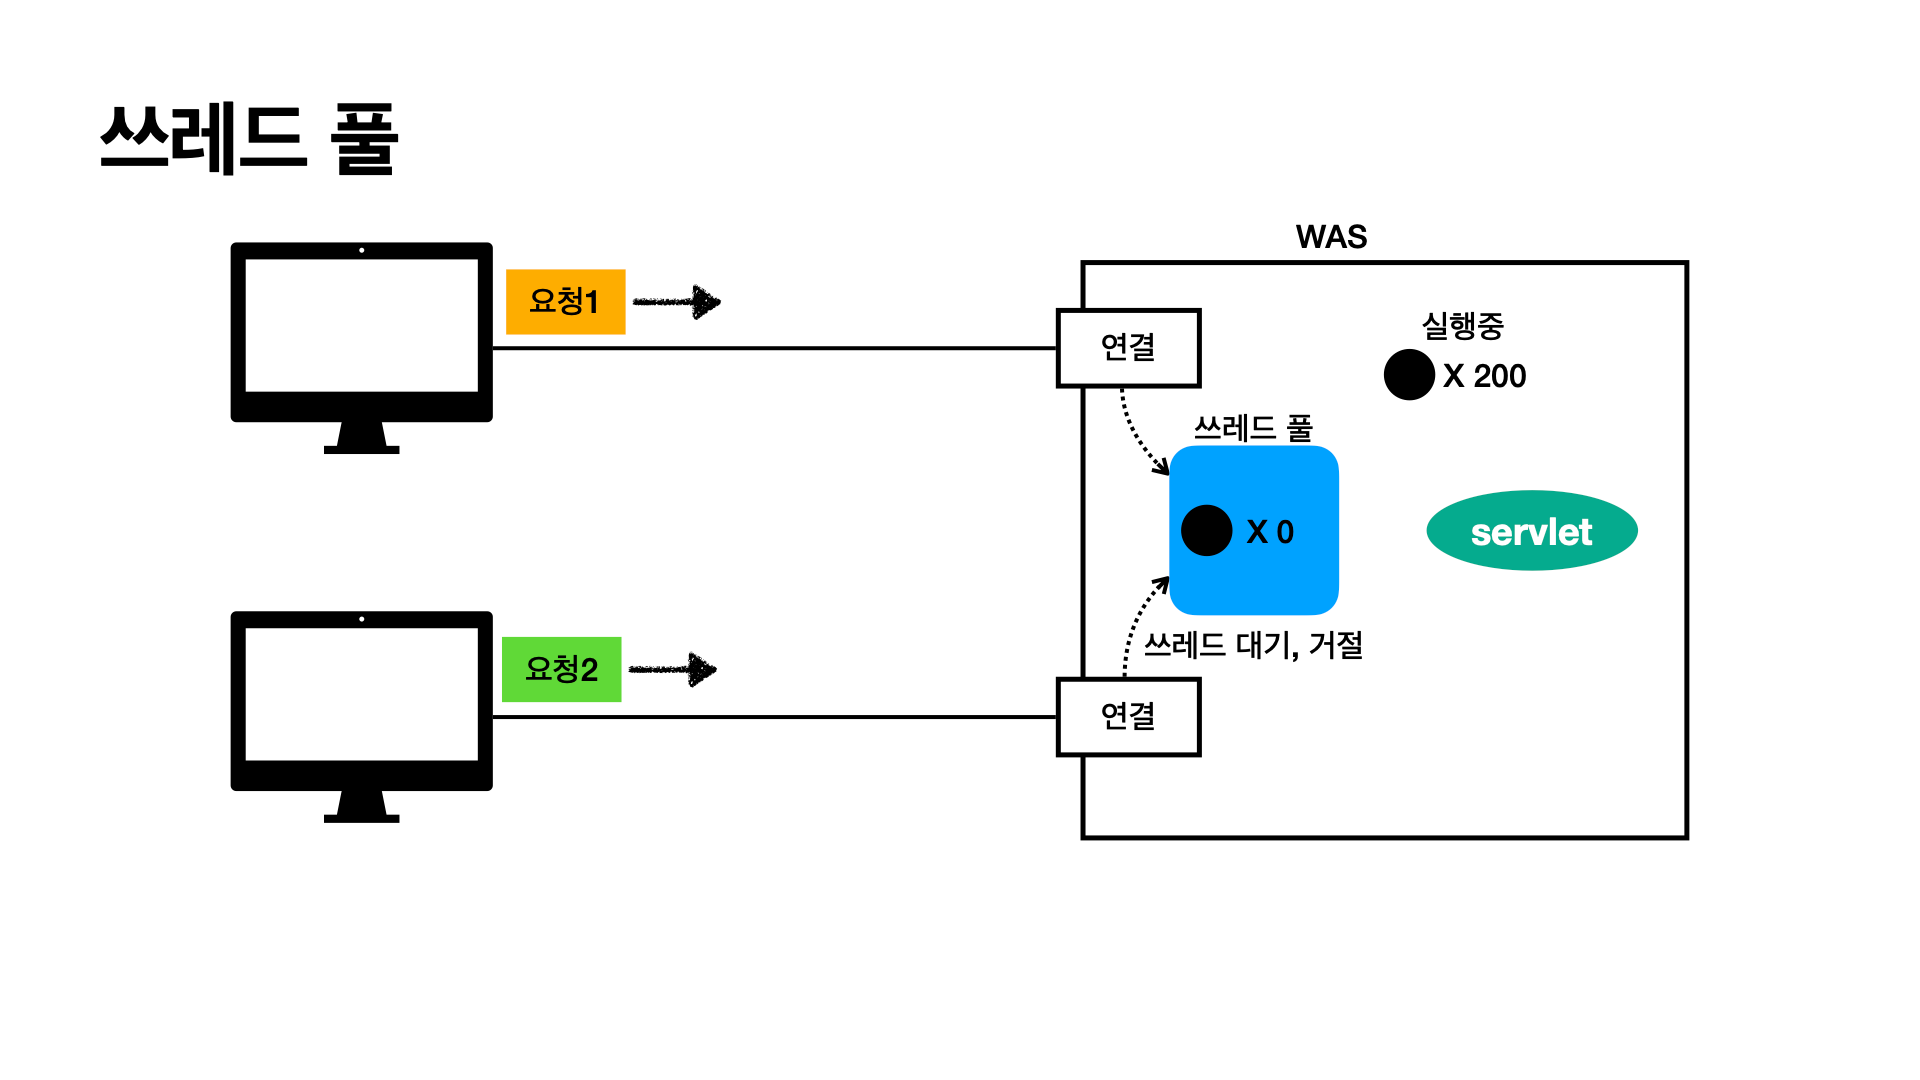 쓰레드 풀
WAS
요청1
연결
실행중
X 200
쓰레드 풀
X 0
servlet
쓰레드 대기, 거절
요청2
연결